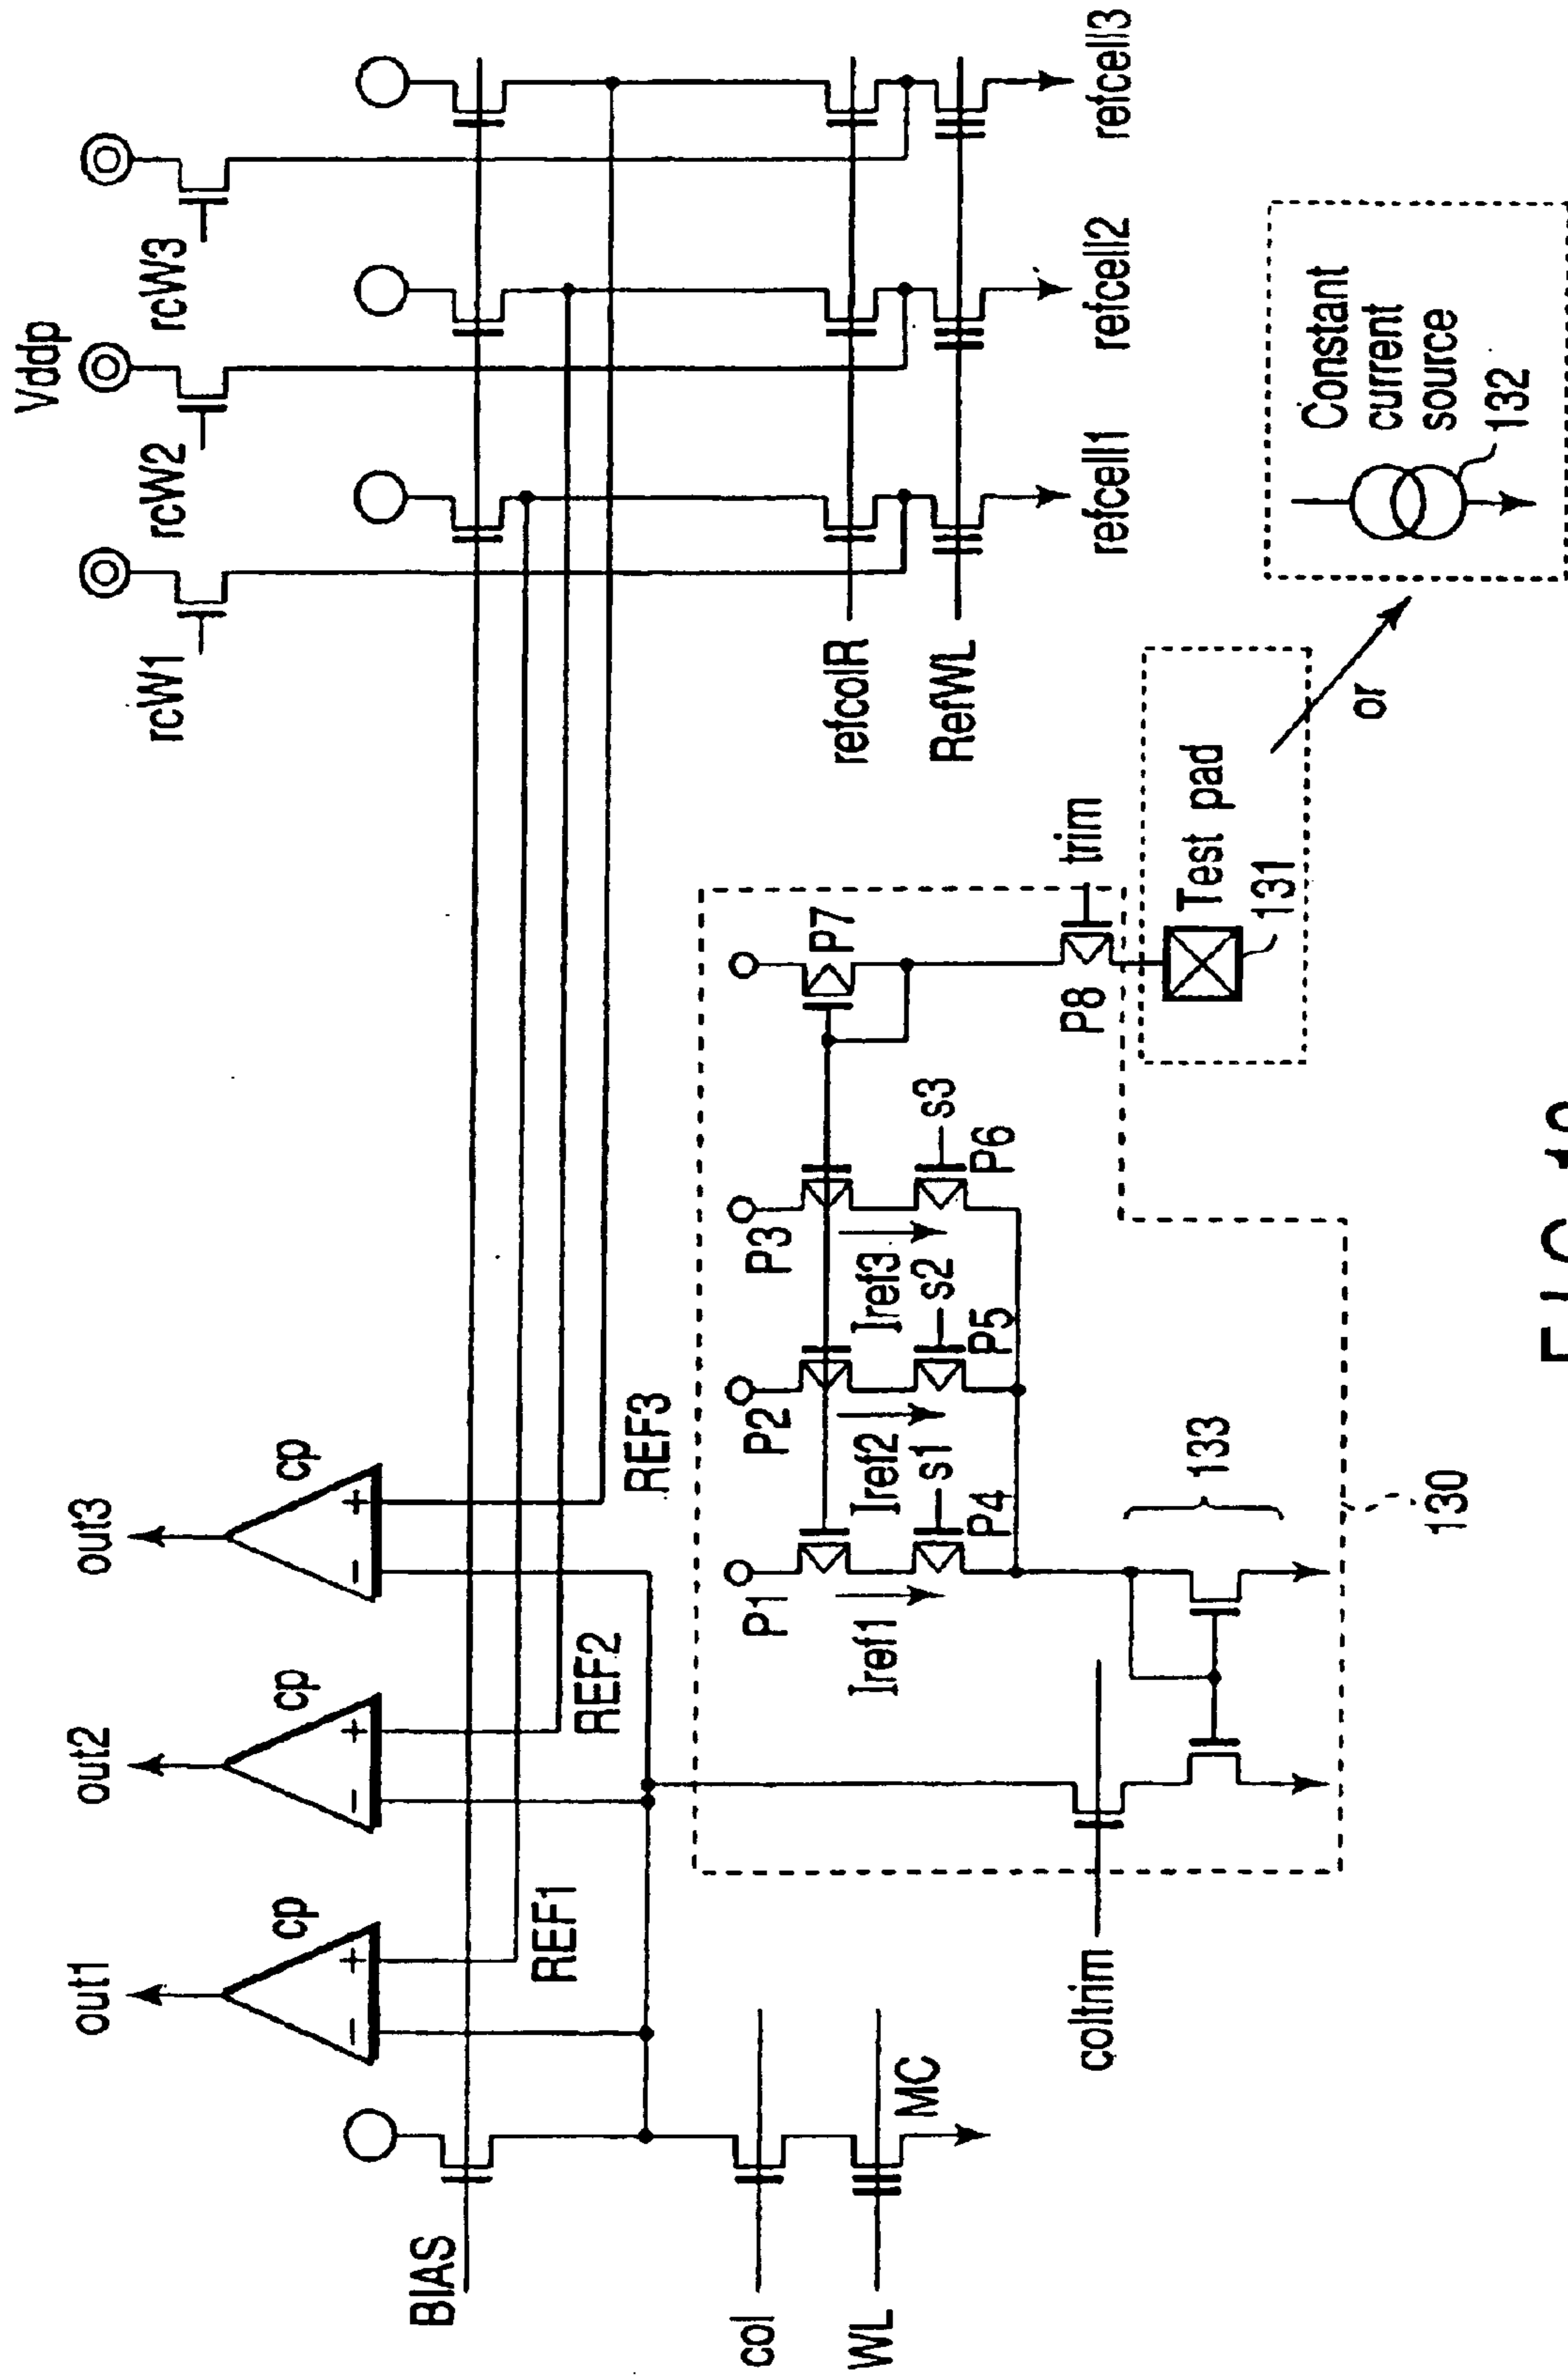 out1
out2
out3
cp
cp
cp
−
+
−
+
−
+
Vddp
rcW1
rcW2
rcW3
BIAS
REF1
REF2
REF3
col
WL
MC
P1
P2
P3
P7
Iref1
Iref2
Iref3
s1
s2
s3
P4
P5
P6
P8
trim
coltrim
133
130
Test pad
131
or
refcolR
RefWL
refcell1
refcell2
refcell3
Constant
current
source
132